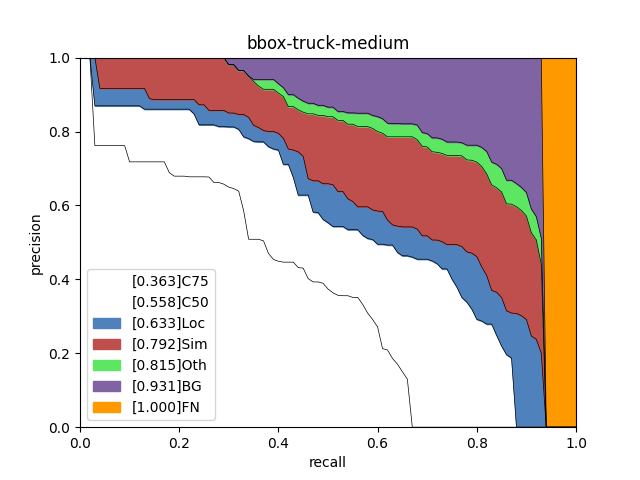 bbox-truck-medium
1.0
0.8
0.6
0.4
0.2
0.0
precision
[0.363]C75
[0.558]C50
[0.633]Loc
[0.792]Sim
[0.815]Oth
[0.931]BG
[1.000]FN
0.0 0.2 0.4 0.6 0.8 1.0
recall